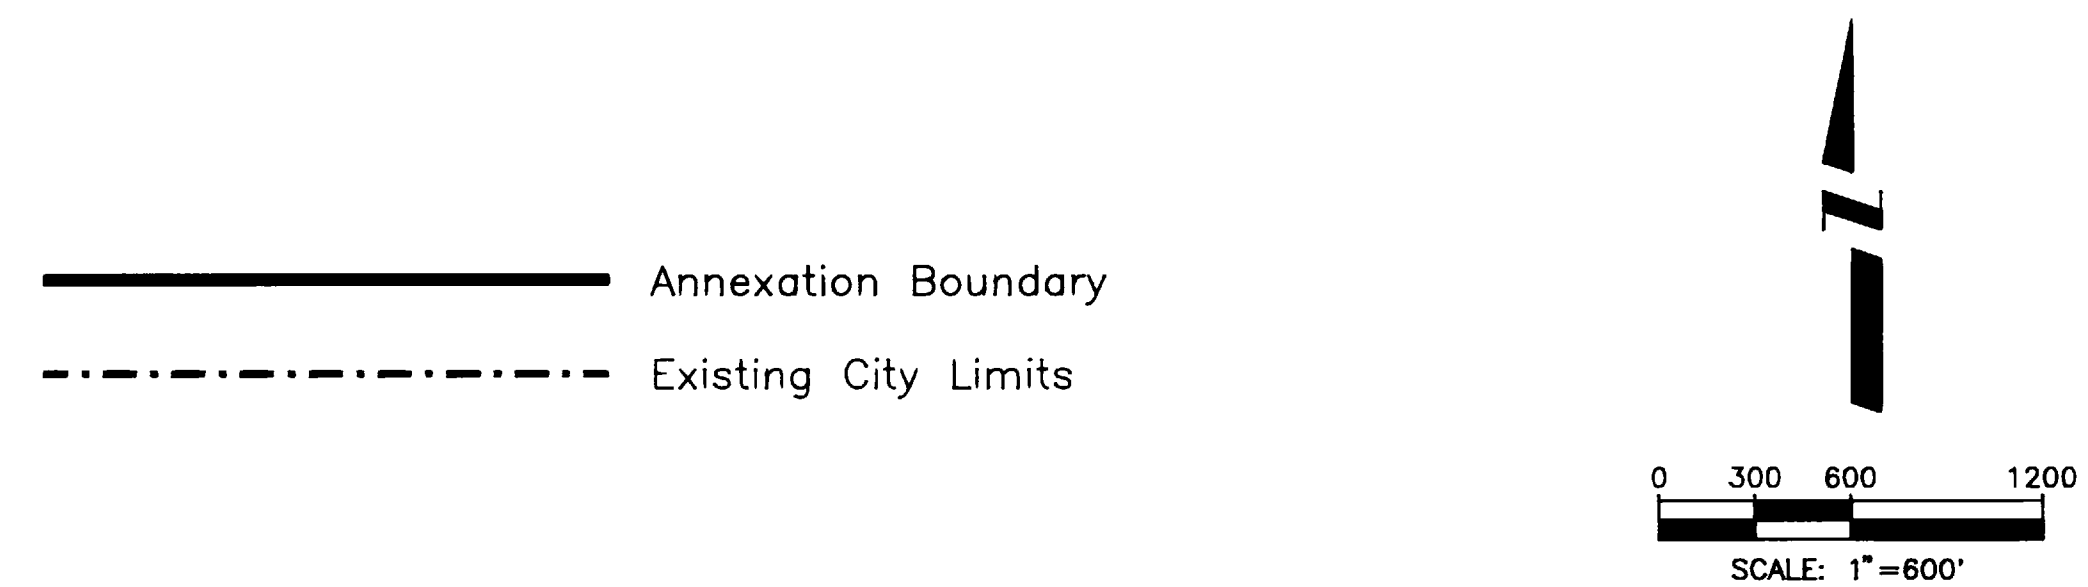 Annexation Boundary
Existing City Limits
N
0 300 600 1200
SCALE: 1"=600'